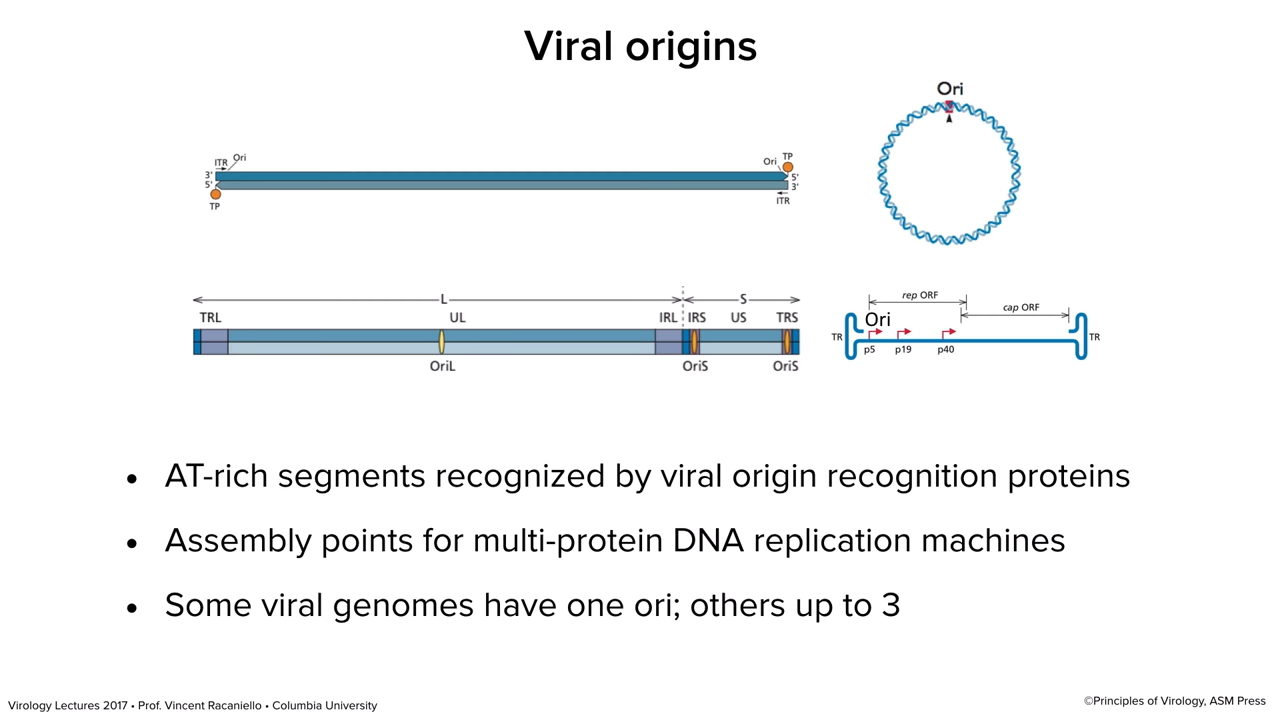 Viral origins
Ori
ITR
Ori
Ori
TP
3'
5'
5'
3'
TP
ITR
L
S
TRL
UL
IRL
IRS
US
TRS
OriL
OriS
OriS
rep ORF
cap ORF
Ori
TR
TR
p5
p19
p40
• AT-rich segments recognized by viral origin recognition proteins
• Assembly points for multi-protein DNA replication machines
• Some viral genomes have one ori; others up to 3
Virology Lectures 2017 • Prof. Vincent Racaniello • Columbia University
©Principles of Virology, ASM Press